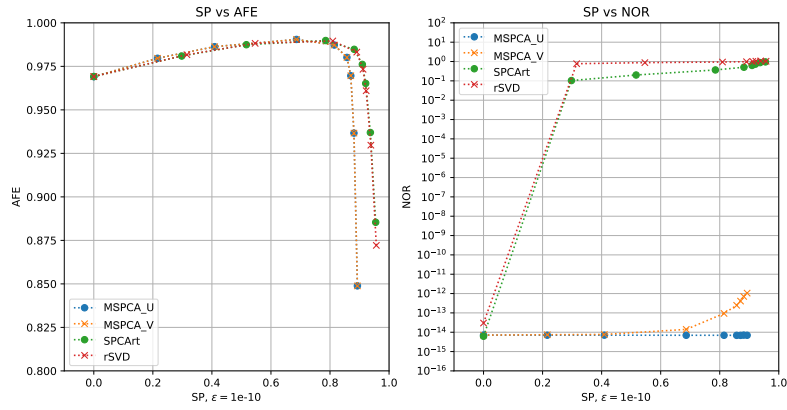 SP vs AFE
AFE
1.000
0.975
0.950
0.925
0.900
0.875
0.850
0.825
0.800
MSPCA_U
MSPCA_V
SPCArt
rSVD
0.0 0.2 0.4 0.6 0.8 1.0
SP, ε = 1e-10
SP vs NOR
NOR
10²
10¹
10⁰
10⁻¹
10⁻²
10⁻³
10⁻⁴
10⁻⁵
10⁻⁶
10⁻⁷
10⁻⁸
10⁻⁹
10⁻¹⁰
10⁻¹¹
10⁻¹²
10⁻¹³
10⁻¹⁴
10⁻¹⁵
10⁻¹⁶
MSPCA_U
MSPCA_V
SPCArt
rSVD
0.0 0.2 0.4 0.6 0.8 1.0
SP, ε = 1e-10